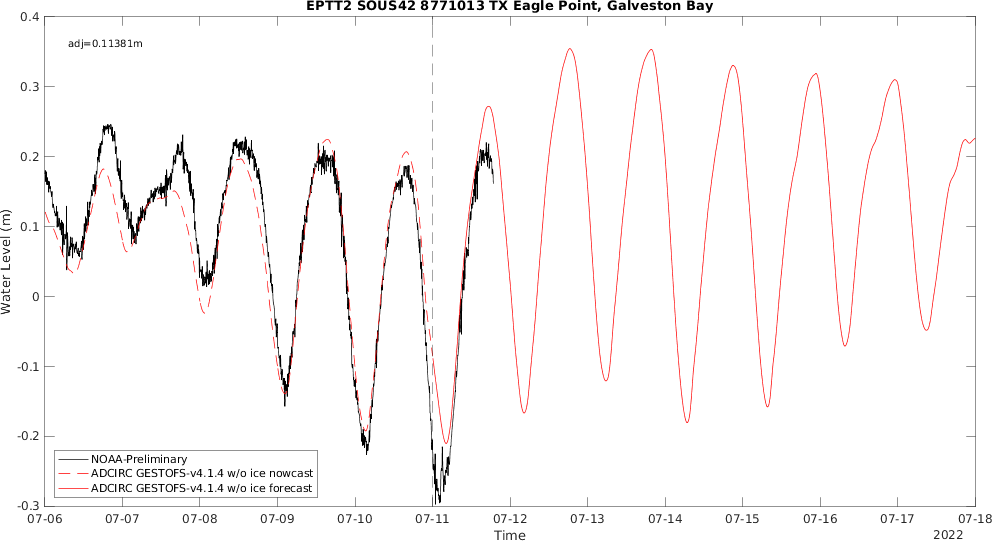 EPTT2 SOUS42 8771013 TX Eagle Point, Galveston Bay
adj=0.11381m
Water Level (m)
0.4
0.3
0.2
0.1
0
-0.1
-0.2
-0.3
NOAA-Preliminary
ADCIRC GESTOFS-v4.1.4 w/o ice nowcast
ADCIRC GESTOFS-v4.1.4 w/o ice forecast
07-06 07-07 07-08 07-09 07-10 07-11 07-12 07-13 07-14 07-15 07-16 07-17 07-18
Time
2022